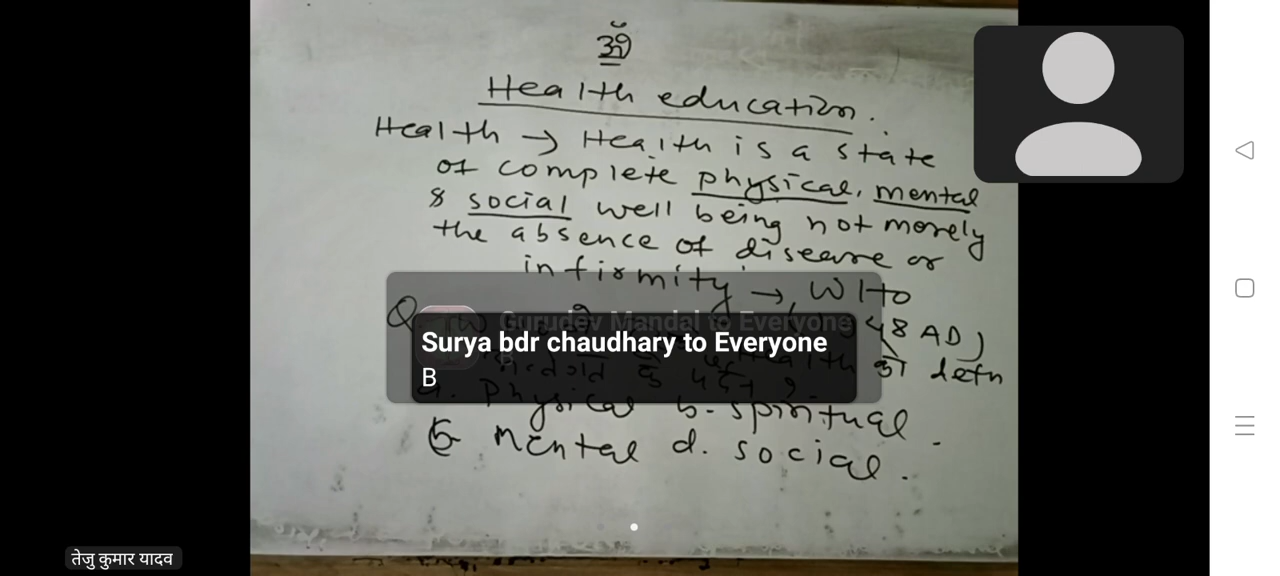 ॐ
Health education.
Health → Health is a state
of complete physical, mental
& social well being not morely
the absence of disease or
infirmity → WHO
Q. 48 AD)
Gurudev Mandal to Everyone
Surya bdr chaudhary to Everyone
B
Health को defn
a. Physical b. spiritual
c mental d. social.
तेजु कुमार यादव